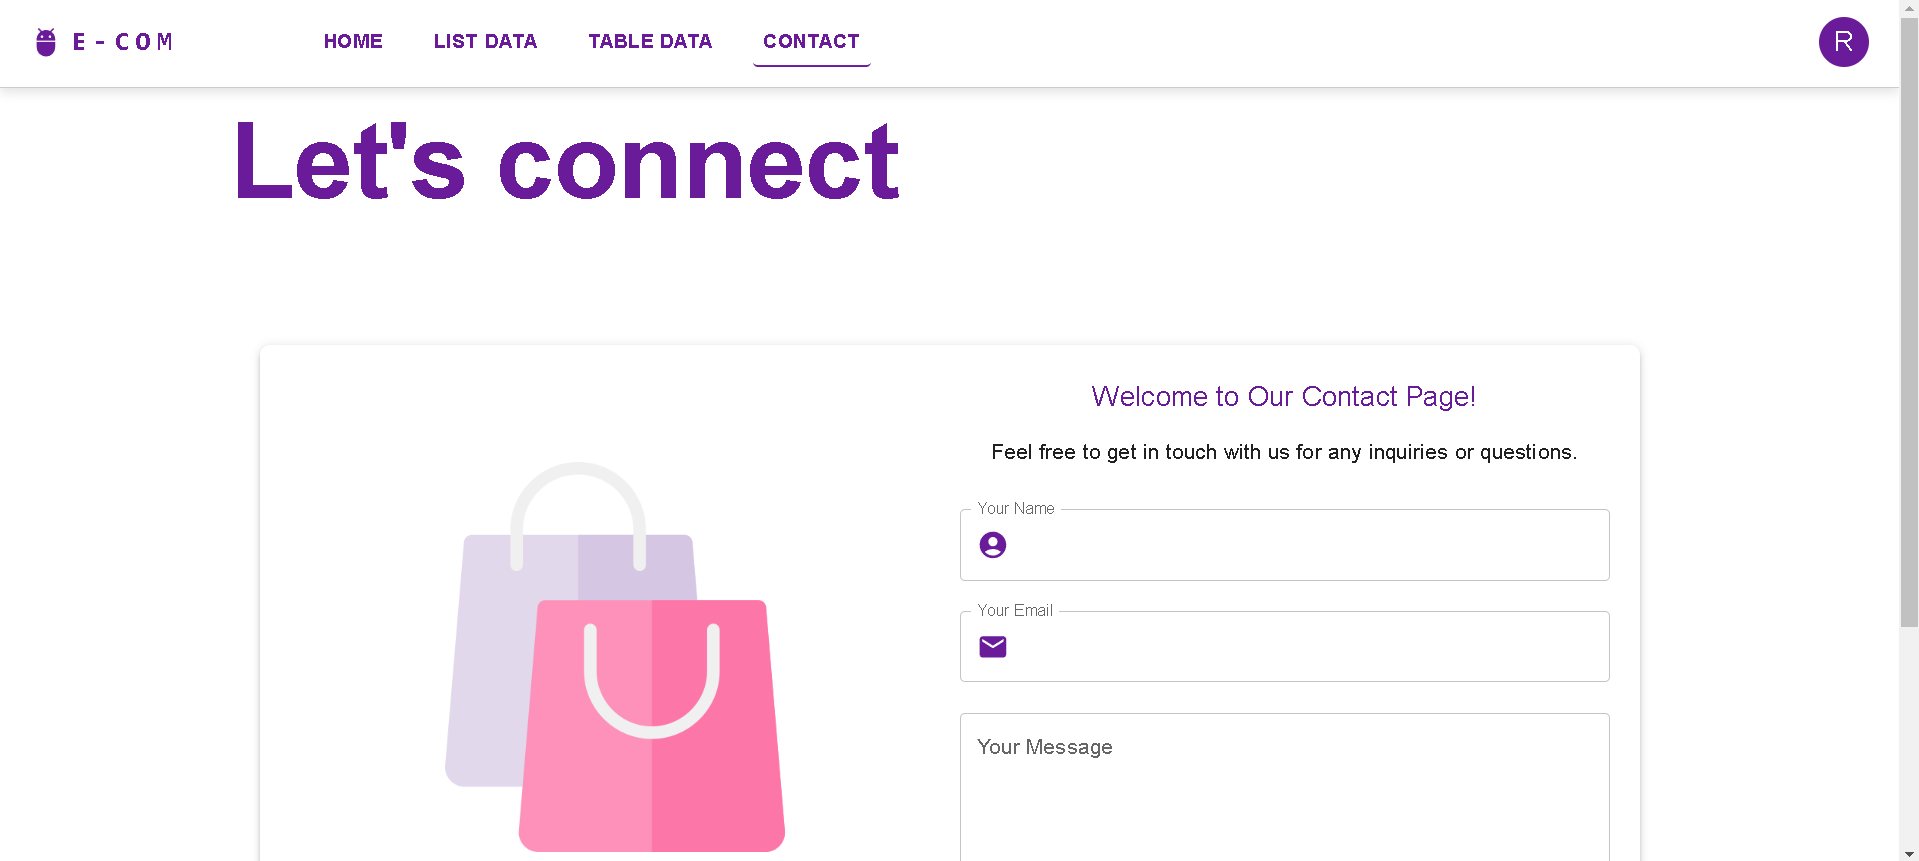 E-COM
HOME
LIST DATA
TABLE DATA
CONTACT
R
Let's connect
Welcome to Our Contact Page!
Feel free to get in touch with us for any inquiries or questions.
Your Name
Your Email
Your Message